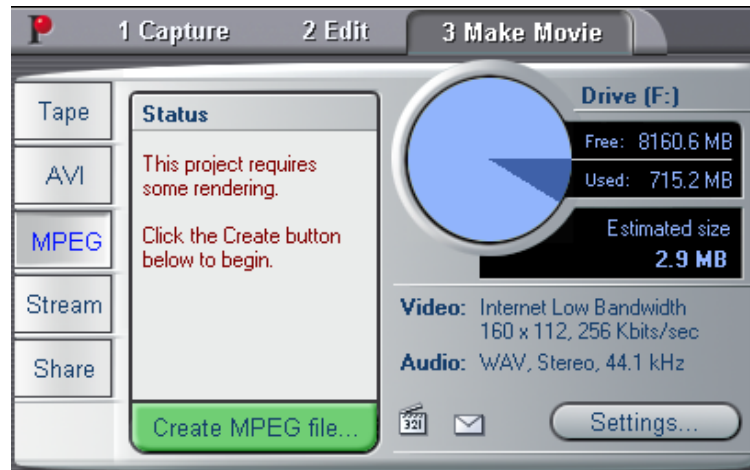 1 Capture
2 Edit
3 Make Movie
Tape
AVI
MPEG
Stream
Share
Status
This project requires
some rendering.
Click the Create button
below to begin.
Create MPEG file...
Drive (F:)
Free: 8160.6 MB
Used: 715.2 MB
Estimated size
2.9 MB
Video: Internet Low Bandwidth
160 x 112, 256 Kbits/sec
Audio: WAV, Stereo, 44.1 kHz
321
Settings...